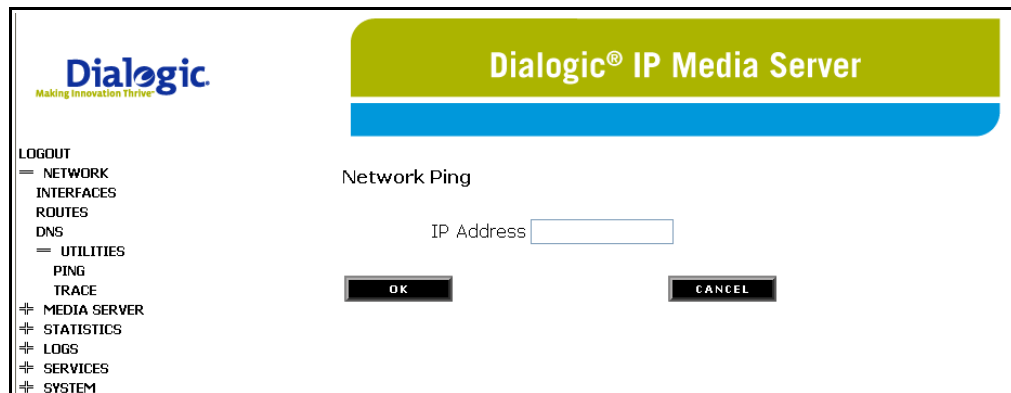 Dialogic.
Making Innovation Thrive™
Dialogic® IP Media Server
LOGOUT
NETWORK
INTERFACES
ROUTES
DNS
UTILITIES
PING
TRACE
MEDIA SERVER
STATISTICS
LOGS
SERVICES
SYSTEM
Network Ping
IP Address
OK
CANCEL